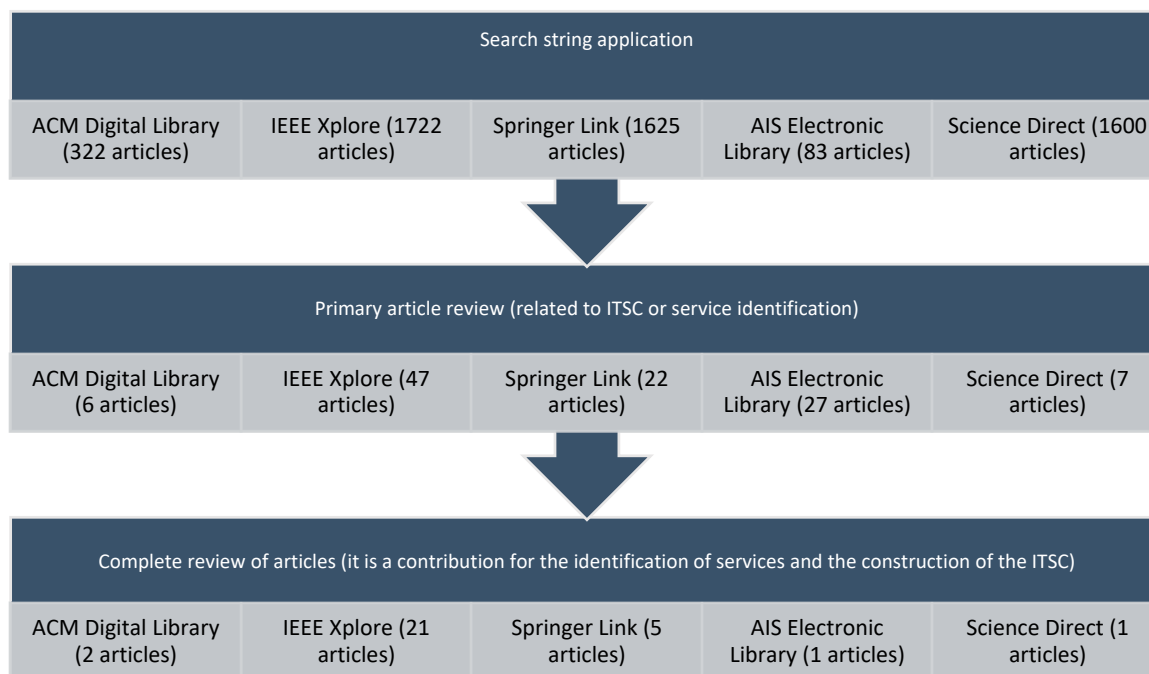 Search string application
ACM Digital Library
(322 articles)
IEEE Xplore (1722
articles)
Springer Link (1625
articles)
AIS Electronic
Library (83 articles)
Science Direct (1600
articles)
Primary article review (related to ITSC or service identification)
ACM Digital Library
(6 articles)
IEEE Xplore (47
articles)
Springer Link (22
articles)
AIS Electronic
Library (27 articles)
Science Direct (7
articles)
Complete review of articles (it is a contribution for the identification of services and the construction of the ITSC)
ACM Digital Library
(2 articles)
IEEE Xplore (21
articles)
Springer Link (5
articles)
AIS Electronic
Library (1 articles)
Science Direct (1
articles)